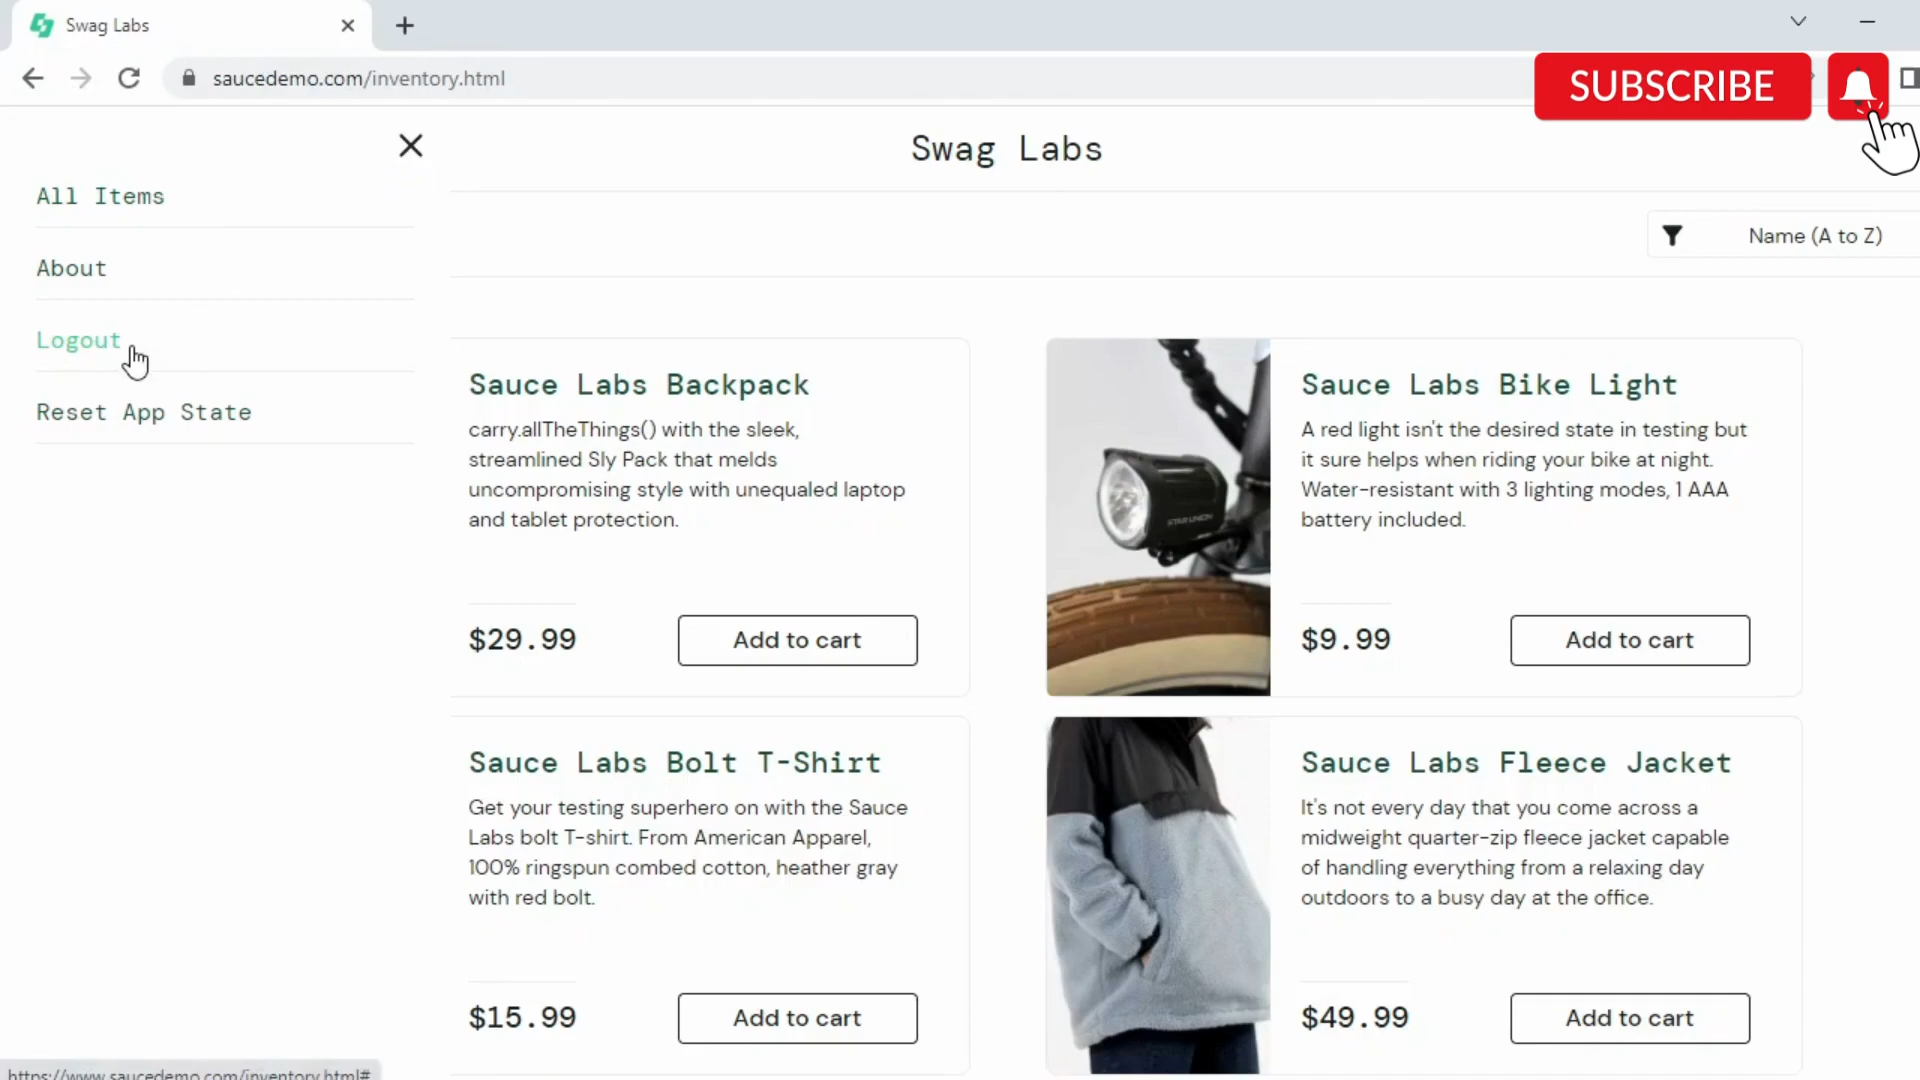 Swag Labs
saucedemo.com/inventory.html
SUBSCRIBE
Swag Labs
All Items
About
Logout
Reset App State
Name (A to Z)
Sauce Labs Backpack
carry.allTheThings() with the sleek,
streamlined Sly Pack that melds
uncompromising style with unequaled laptop
and tablet protection.
$29.99
Add to cart
Sauce Labs Bike Light
A red light isn't the desired state in testing but
it sure helps when riding your bike at night.
Water-resistant with 3 lighting modes, 1 AAA
battery included.
STAR UNION
$9.99
Add to cart
Sauce Labs Bolt T-Shirt
Get your testing superhero on with the Sauce
Labs bolt T-shirt. From American Apparel,
100% ringspun combed cotton, heather gray
with red bolt.
$15.99
Add to cart
Sauce Labs Fleece Jacket
It's not every day that you come across a
midweight quarter-zip fleece jacket capable
of handling everything from a relaxing day
outdoors to a busy day at the office.
$49.99
Add to cart
https://www.saucedemo.com/inventory.html#